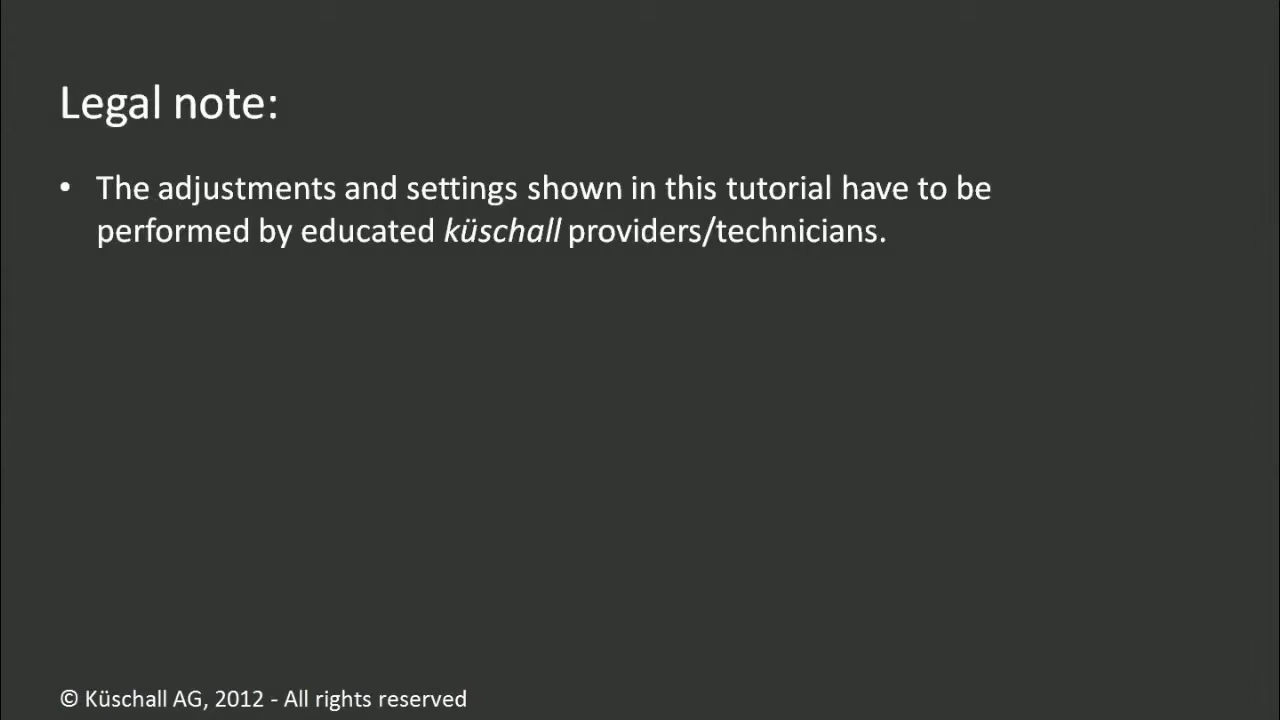 Legal note:
• The adjustments and settings shown in this tutorial have to be
performed by educated küschall providers/technicians.
© Küschall AG, 2012 - All rights reserved